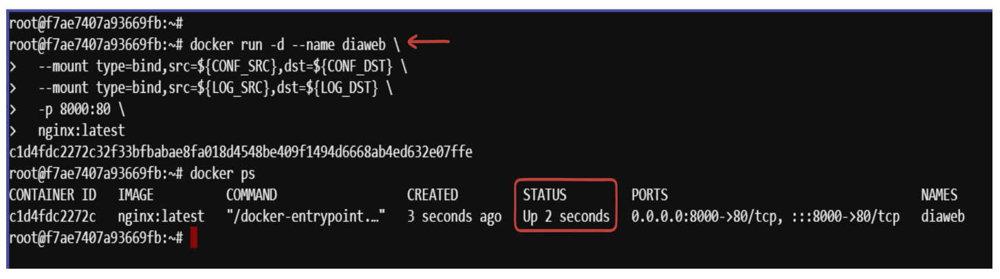 root@f7ae7407a93669fb:~#
root@f7ae7407a93669fb:~# docker run -d --name diaweb \
>   --mount type=bind,src=${CONF_SRC},dst=${CONF_DST} \
>   --mount type=bind,src=${LOG_SRC},dst=${LOG_DST} \
>   -p 8000:80 \
>   nginx:latest
c1d4fdc2272c32f33bfbabae8fa018d4548be409f1494d6668ab4ed632e07ffe
root@f7ae7407a93669fb:~# docker ps
CONTAINER ID   IMAGE          COMMAND                  CREATED         STATUS         PORTS                                   NAMES
c1d4fdc2272c   nginx:latest   "/docker-entrypoint.…"   3 seconds ago   Up 2 seconds   0.0.0.0:8000->80/tcp, :::8000->80/tcp   diaweb
root@f7ae7407a93669fb:~#